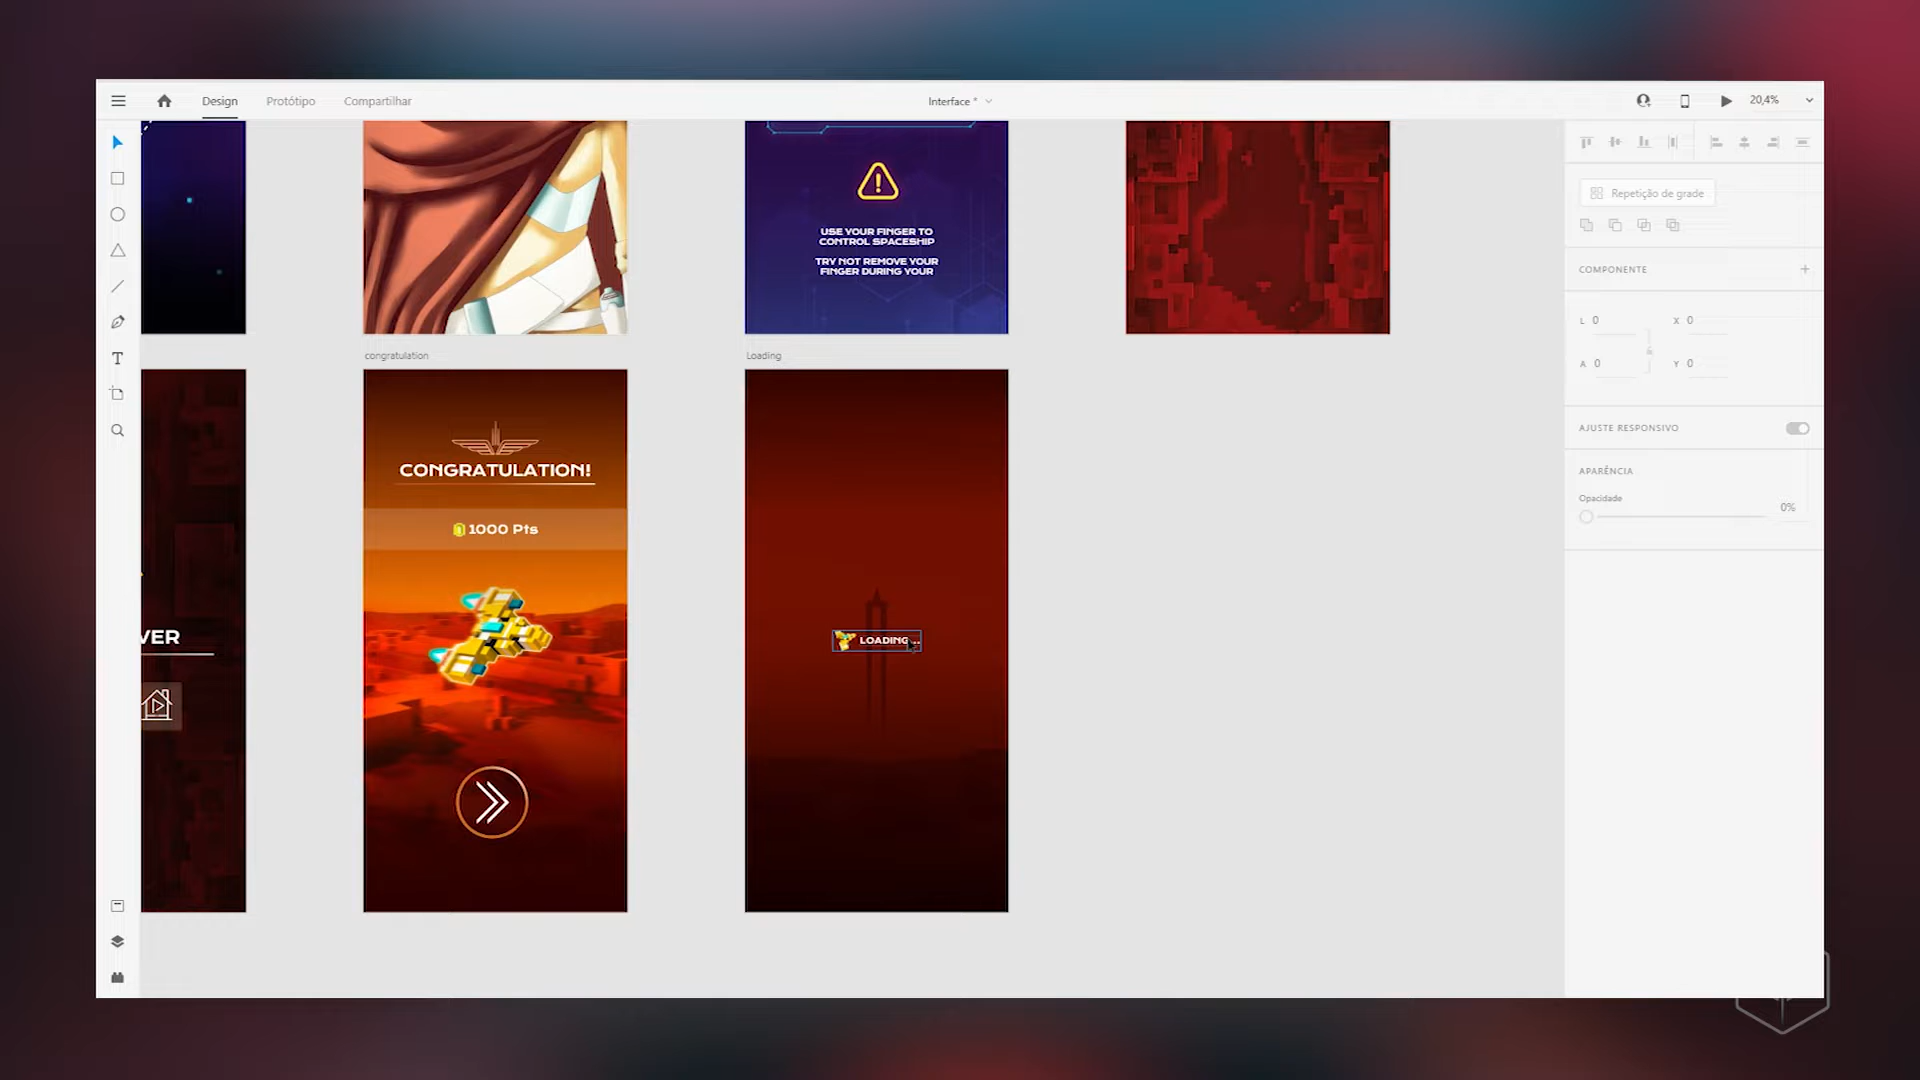 Design
Protótipo
Compartilhar
Interface *
20,4%
USE YOUR FINGER TO
CONTROL SPACESHIP
TRY NOT REMOVE YOUR
FINGER DURING YOUR
congratulation
Loading
VER
CONGRATULATION!
1000 Pts
LOADING...
Repetição de grade
COMPONENTE
L 0
X 0
A 0
Y 0
AJUSTE RESPONSIVO
APARÊNCIA
Opacidade
0%